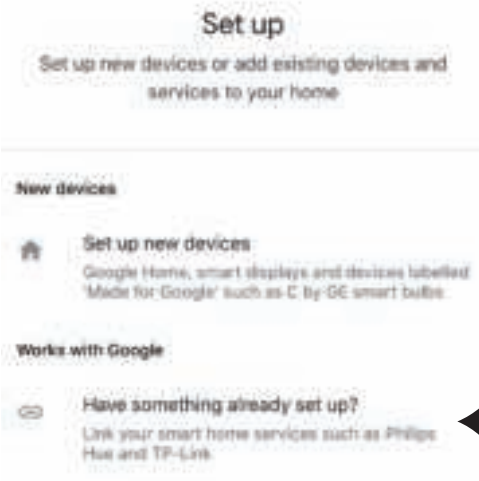 Set up
Set up new devices or add existing devices and
services to your home
New devices
Set up new devices
Google Home, smart displays and devices labelled
'Made for Google' such as C by GE smart bulbs
Works with Google
Have something already set up?
Link your smart home services such as Philips
Hue and TP-Link